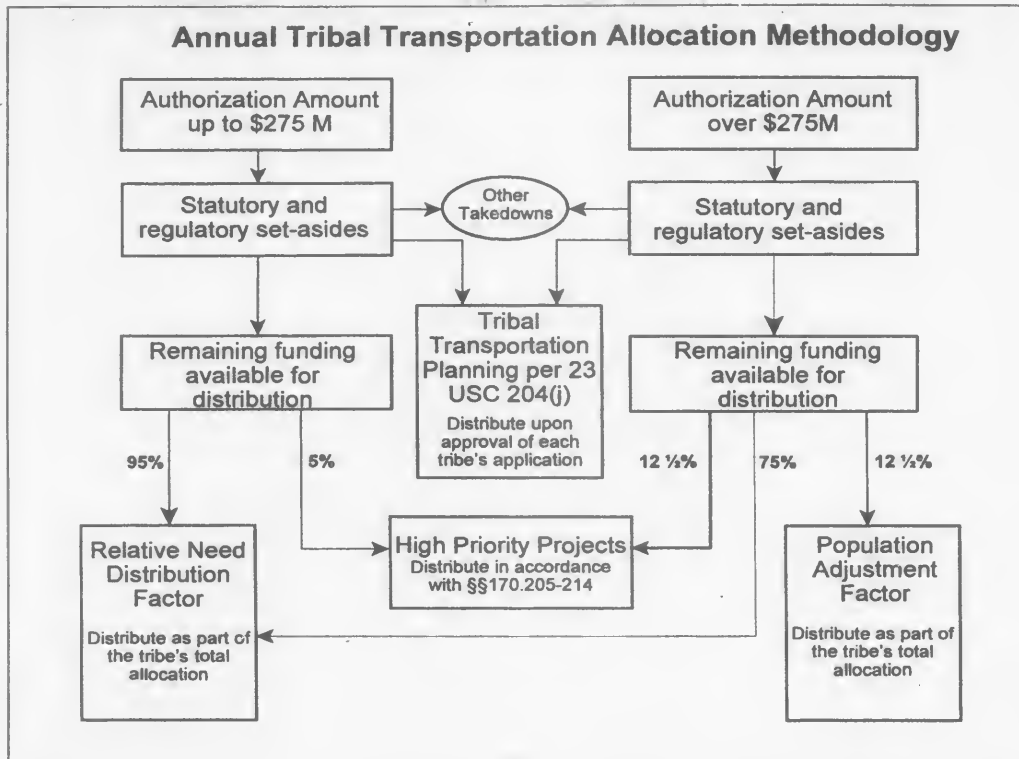 Annual Tribal Transportation Allocation Methodology
Authorization Amount
up to $275 M
Authorization Amount
over $275M
Statutory and
regulatory set-asides
Other
Takedowns
Statutory and
regulatory set-asides
Tribal
Transportation
Planning per 23
USC 204(j)
Distribute upon
approval of each
tribe's application
Remaining funding
available for
distribution
Remaining funding
available for
distribution
95%
5%
12 ½%
75%
12 ½%
Relative Need
Distribution
Factor
Distribute as part of
the tribe's total
allocation
High Priority Projects
Distribute in accordance
with §§170.205-214
Population
Adjustment
Factor
Distribute as part of
the tribe's total
allocation